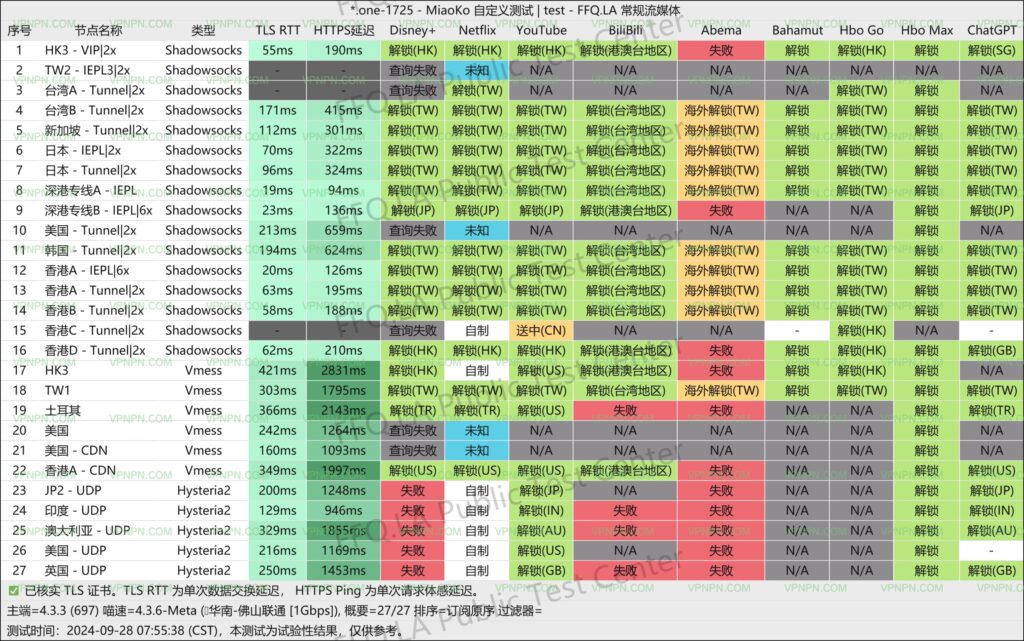 *.one-1725 - MiaoKo 自定义测试 | test - FFQ.LA 常规流媒体
序号 节点名称 类型 TLS RTT HTTPS延迟 Disney+ Netflix YouTube BiliBili Abema Bahamut Hbo Go Hbo Max ChatGPT
1 HK3 - VIP|2x Shadowsocks 55ms 190ms 解锁(HK) 解锁(HK) 解锁(HK) 解锁(港澳台地区) 失败 解锁 解锁(HK) 解锁 解锁(SG)
2 TW2 - IEPL3|2x Shadowsocks - - 查询失败 未知 N/A N/A N/A N/A N/A N/A N/A
3 台湾A - Tunnel|2x Shadowsocks - - 查询失败 解锁(TW) N/A N/A N/A N/A 解锁(TW) 解锁 N/A
4 台湾B - Tunnel|2x Shadowsocks 171ms 415ms 解锁(TW) 解锁(TW) 解锁(TW) 解锁(台湾地区) 海外解锁(TW) 解锁 解锁(TW) 解锁 解锁(TW)
5 新加坡 - Tunnel|2x Shadowsocks 112ms 301ms 解锁(TW) 解锁(TW) 解锁(TW) 解锁(台湾地区) 海外解锁(TW) 解锁 解锁(TW) 解锁 解锁(TW)
6 日本 - IEPL|2x Shadowsocks 70ms 322ms 解锁(TW) 解锁(TW) 解锁(TW) 解锁(台湾地区) 海外解锁(TW) 解锁 解锁(TW) 解锁 解锁(TW)
7 日本 - Tunnel|2x Shadowsocks 96ms 324ms 解锁(TW) 解锁(TW) 解锁(TW) 解锁(台湾地区) 海外解锁(TW) 解锁 解锁(TW) 解锁 解锁(TW)
8 深港专线A - IEPL Shadowsocks 19ms 94ms 解锁(TW) 解锁(TW) 解锁(TW) 解锁(台湾地区) 海外解锁(TW) 解锁 解锁(TW) 解锁 解锁(TW)
9 深港专线B - IEPL|6x Shadowsocks 23ms 136ms 解锁(JP) 解锁(JP) 解锁(JP) 解锁(港澳台地区) 失败 N/A N/A 解锁 解锁(JP)
10 美国 - Tunnel|2x Shadowsocks 213ms 659ms 查询失败 未知 N/A N/A N/A N/A N/A 解锁 N/A
11 韩国 - Tunnel|2x Shadowsocks 194ms 624ms 解锁(TW) 解锁(TW) 解锁(TW) 解锁(台湾地区) 海外解锁(TW) 解锁 解锁(TW) 解锁 解锁(TW)
12 香港A - IEPL|6x Shadowsocks 20ms 126ms 解锁(TW) 解锁(TW) 解锁(TW) 解锁(台湾地区) 海外解锁(TW) 解锁 解锁(TW) 解锁 解锁(TW)
13 香港A - Tunnel|2x Shadowsocks 63ms 195ms 解锁(TW) 解锁(TW) 解锁(TW) 解锁(台湾地区) 海外解锁(TW) 解锁 解锁(TW) 解锁 解锁(TW)
14 香港B - Tunnel|2x Shadowsocks 58ms 188ms 解锁(TW) 解锁(TW) 解锁(TW) 解锁(台湾地区) 海外解锁(TW) 解锁 解锁(TW) 解锁 解锁(TW)
15 香港C - Tunnel|2x Shadowsocks - - 查询失败 自制 送中(CN) N/A N/A - 解锁(HK) N/A -
16 香港D - Tunnel|2x Shadowsocks 62ms 210ms 解锁(HK) 解锁(HK) 解锁(HK) 解锁(港澳台地区) 失败 解锁 解锁(HK) 解锁 解锁(GB)
17 HK3 Vmess 421ms 2831ms 解锁(HK) 自制 解锁(US) 解锁(港澳台地区) 失败 解锁 解锁(HK) 解锁 N/A
18 TW1 Vmess 303ms 1795ms 解锁(TW) 解锁(TW) 解锁(TW) 解锁(台湾地区) 海外解锁(TW) 解锁 解锁(TW) 解锁 解锁(TW)
19 土耳其 Vmess 366ms 2143ms 解锁(TR) 解锁(TR) 解锁(US) 失败 失败 N/A N/A 解锁 解锁(TR)
20 美国 Vmess 242ms 1264ms 查询失败 未知 N/A N/A N/A N/A N/A 解锁 N/A
21 美国 - CDN Vmess 160ms 1093ms 查询失败 未知 N/A N/A N/A N/A N/A 解锁 N/A
22 香港A - CDN Vmess 349ms 1997ms 解锁(US) 解锁(US) 解锁(US) 解锁(港澳台地区) 失败 N/A N/A 解锁 解锁(US)
23 JP2 - UDP Hysteria2 200ms 1248ms 失败 自制 解锁(JP) N/A 失败 N/A N/A 解锁 解锁(JP)
24 印度 - UDP Hysteria2 129ms 946ms 失败 自制 解锁(IN) 失败 失败 N/A N/A 解锁 解锁(IN)
25 澳大利亚 - UDP Hysteria2 329ms 1855ms 失败 自制 解锁(AU) 失败 失败 N/A N/A 解锁 解锁(AU)
26 美国 - UDP Hysteria2 216ms 1169ms 失败 自制 解锁(US) N/A 失败 N/A N/A 解锁 -
27 英国 - UDP Hysteria2 250ms 1453ms 失败 自制 解锁(GB) 失败 失败 N/A N/A 解锁 解锁(GB)
✅ 已核实 TLS 证书。TLS RTT 为单次数据交换延迟， HTTPS Ping 为单次请求体感延迟。
主端=4.3.3 (697) 喵速=4.3.6-Meta (华南-佛山联通 [1Gbps]), 概要=27/27 排序=订阅原序 过滤器=
测试时间：2024-09-28 07:55:38 (CST)，本测试为试验性结果，仅供参考。
FFQ.LA Public Test Center
VPNPN.COM